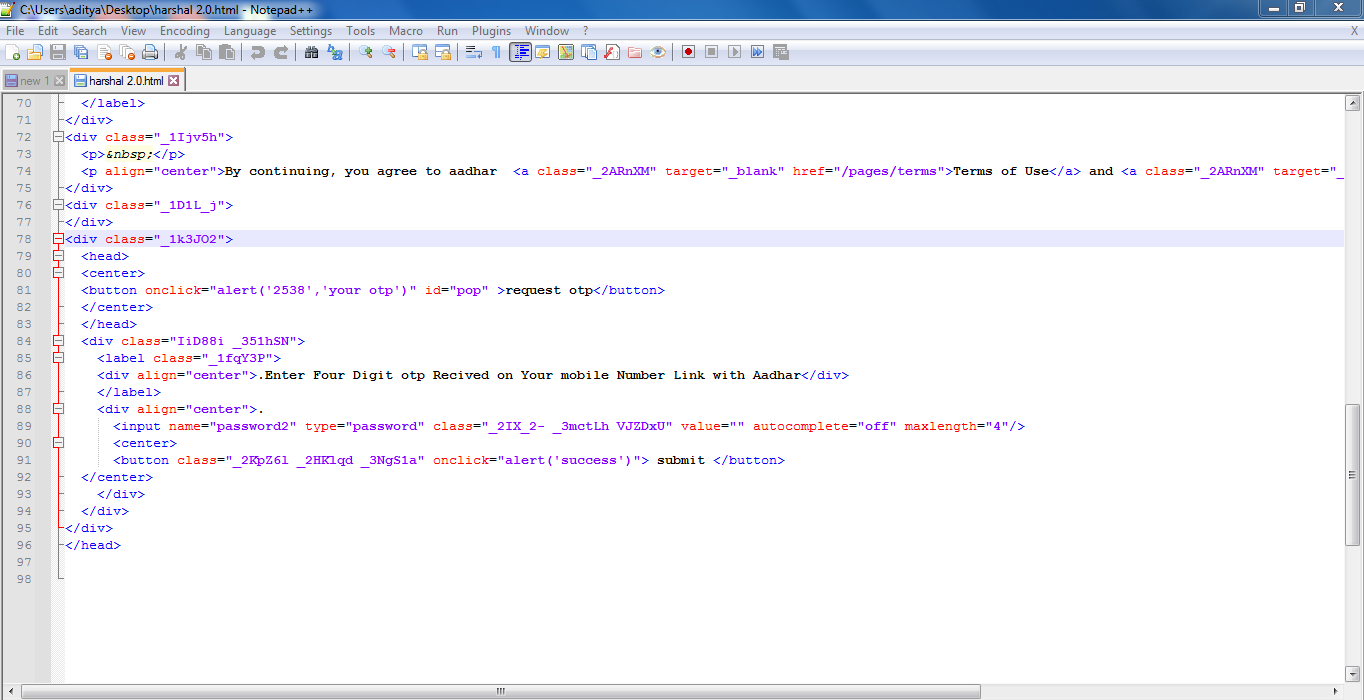 C:\Users\aditya\Desktop\harshal 2.0.html - Notepad++
File Edit Search View Encoding Language Settings Tools Macro Run Plugins Window ? X
new 1 harshal 2.0.html
70 </label>
71 </div>
72 <div class="_1Ijv5h">
73 <p>&nbsp;</p>
74 <p align="center">By continuing, you agree to aadhar <a class="_2ARnXM" target="_blank" href="/pages/terms">Terms of Use</a> and <a class="_2ARnXM" target="_
75 </div>
76 <div class="_1D1L_j">
77 </div>
78 <div class="_1k3JO2">
79 <head>
80 <center>
81 <button onclick="alert('2538','your otp')" id="pop" >request otp</button>
82 </center>
83 </head>
84 <div class="IiD88i _351hSN">
85 <label class="_1fqY3P">
86 <div align="center">.Enter Four Digit otp Recived on Your mobile Number Link with Aadhar</div>
87 </label>
88 <div align="center">.
89 <input name="password2" type="password" class="_2IX_2- _3mctLh VJZDxU" value="" autocomplete="off" maxlength="4"/>
90 <center>
91 <button class="_2KpZ6l _2HKlqd _3NgS1a" onclick="alert('success')"> submit </button>
92 </center>
93 </div>
94 </div>
95 </div>
96 </head>
97
98